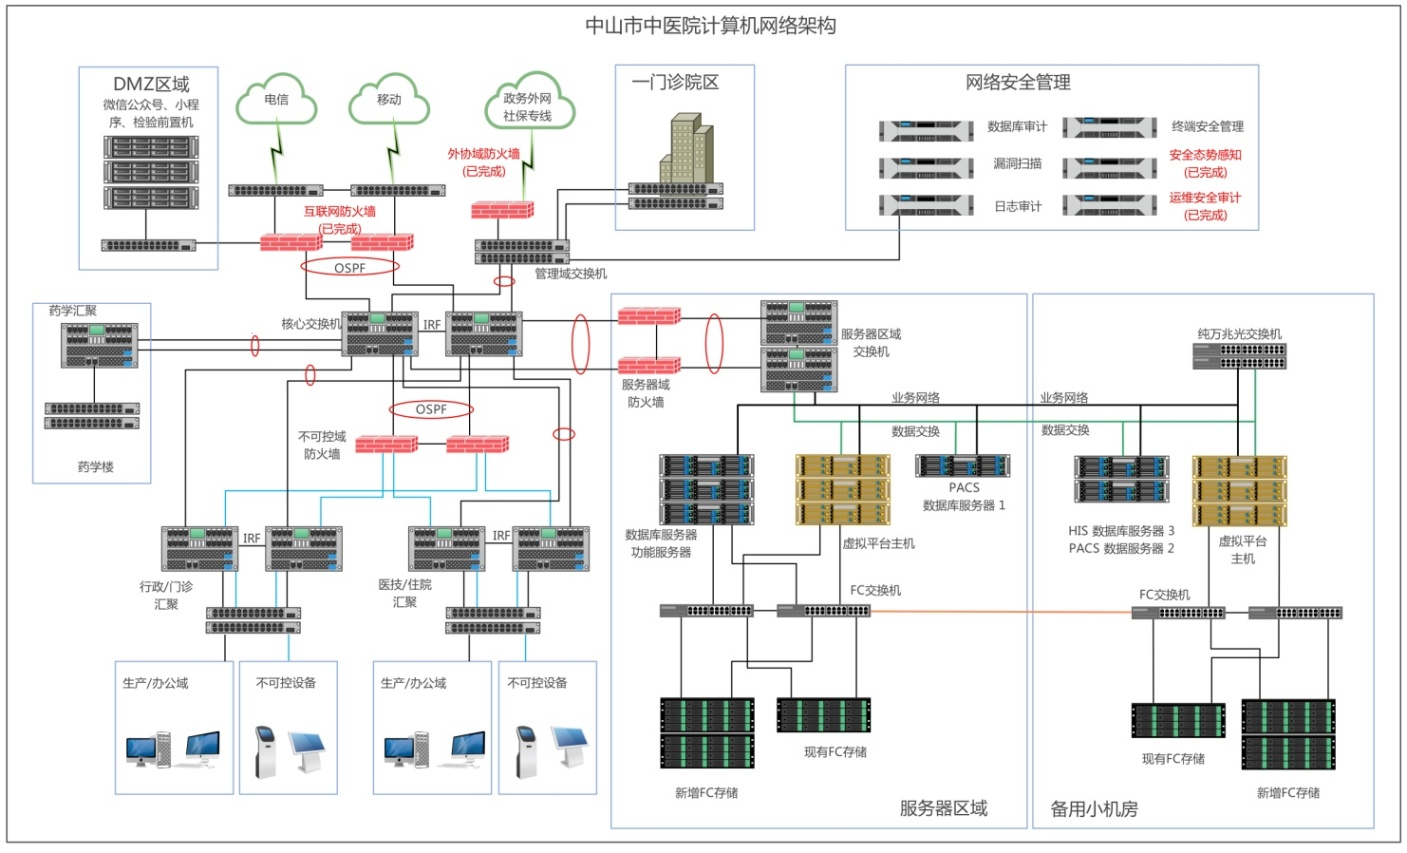 中山市中医院计算机网络架构
DMZ区域
微信公众号、小程
序、检验前置机
电信
移动
政务外网
社保专线
外协域防火墙
(已完成)
互联网防火墙
(已完成)
OSPF
管理域交换机
一门诊院区
网络安全管理
数据库审计
终端安全管理
漏洞扫描
安全态势感知
(已完成)
日志审计
运维安全审计
(已完成)
药学汇聚
药学楼
核心交换机
IRF
OSPF
不可控域
防火墙
服务器域
防火墙
服务器区域
交换机
纯万兆光交换机
业务网络
业务网络
数据交换
数据交换
数据库服务器
功能服务器
虚拟平台主机
PACS
数据库服务器 1
HIS 数据库服务器 3
PACS 数据服务器 2
虚拟平台
主机
IRF
行政/门诊
汇聚
IRF
医技/住院
汇聚
FC交换机
FC交换机
生产/办公域
不可控设备
生产/办公域
不可控设备
新增FC存储
现有FC存储
现有FC存储
新增FC存储
服务器区域
备用小机房